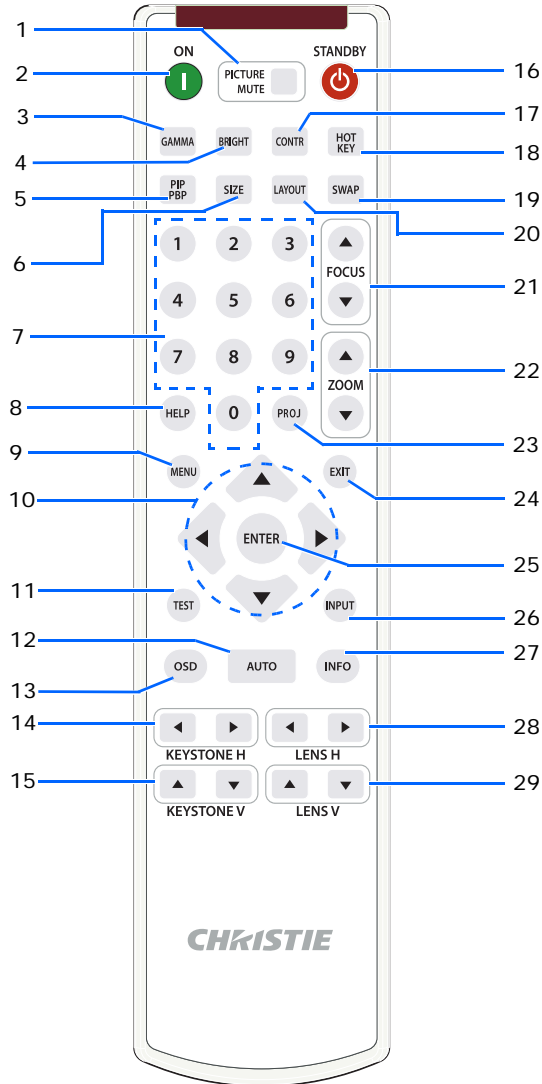 1
ON
STANDBY
2
PICTURE
MUTE
16
3
17
GAMMA
BRIGHT
CONTR
HOT
KEY
4
18
5
PIP
PBP
SIZE
LAYOUT
SWAP
19
6
20
1
2
3
FOCUS
21
4
5
6
7
7
8
9
ZOOM
22
8
HELP
0
PROJ
23
9
MENU
EXIT
24
10
ENTER
25
11
TEST
INPUT
26
12
27
13
OSD
AUTO
INFO
14
28
KEYSTONE H
LENS H
15
29
KEYSTONE V
LENS V
CHRISTIE